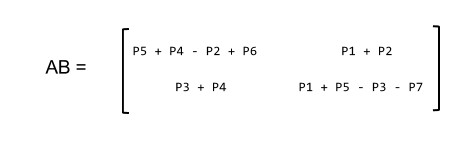 P5 + P4 - P2 + P6 P1 + P2
AB =
P3 + P4 P1 + P5 - P3 - P7